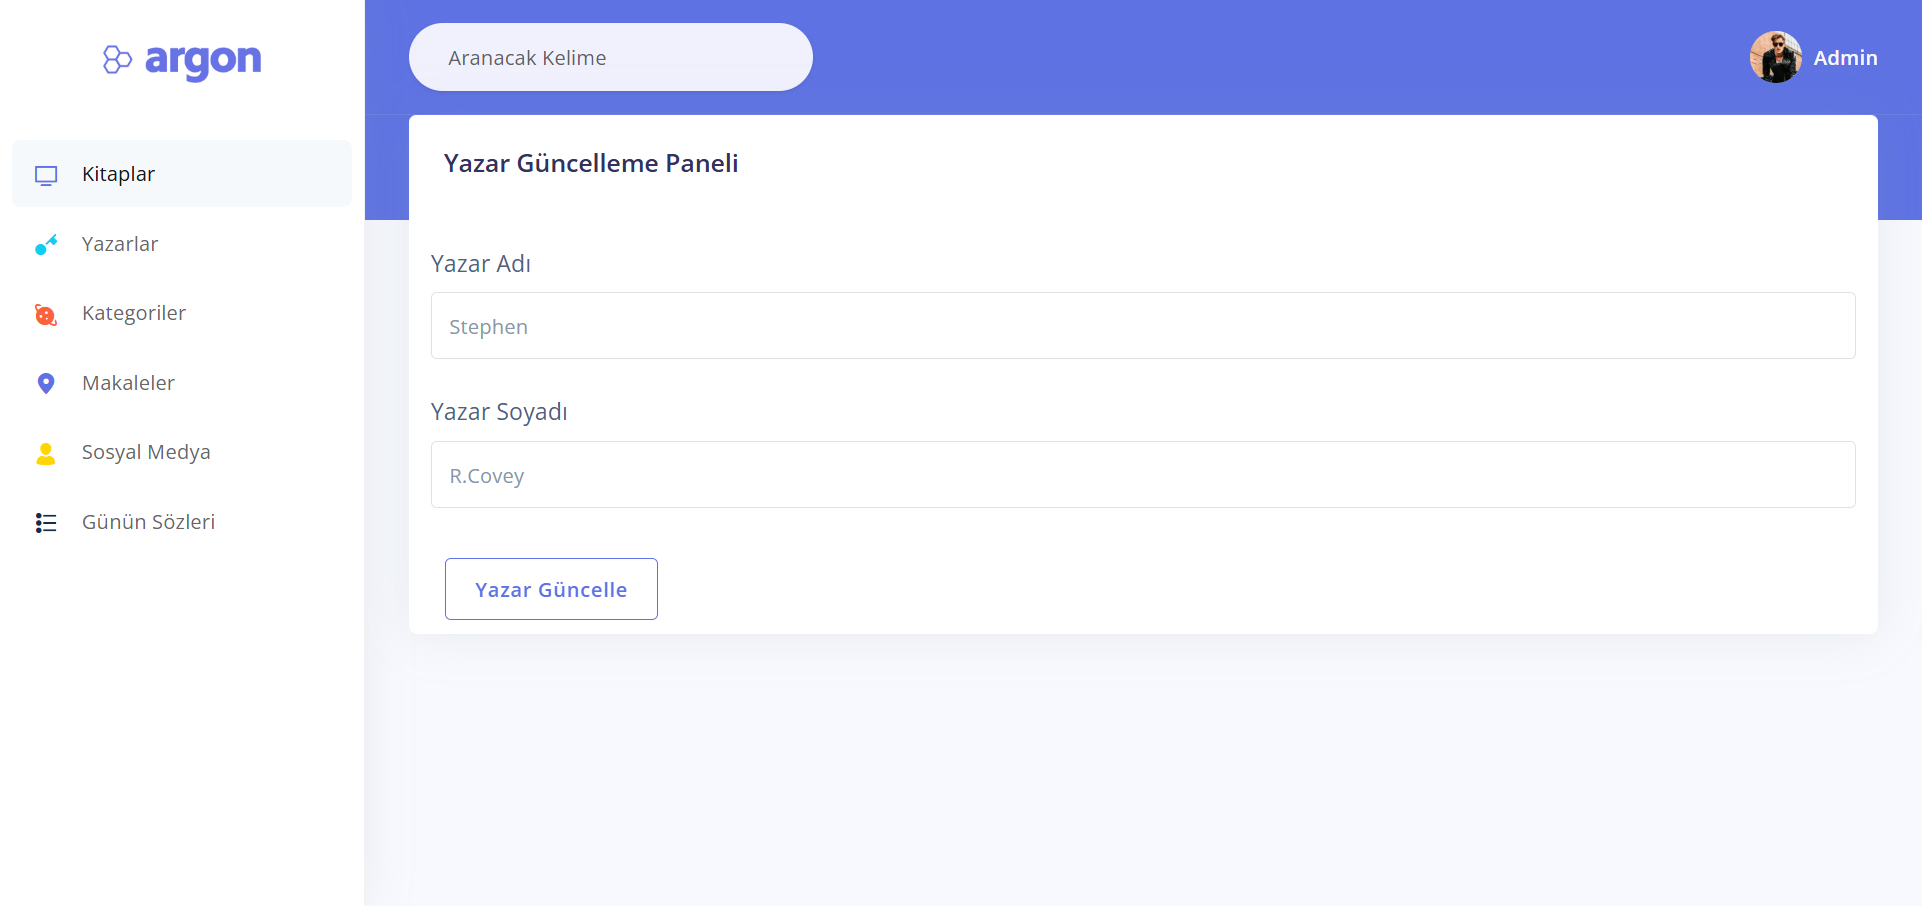 argon
Kitaplar
Yazarlar
Kategoriler
Makaleler
Sosyal Medya
Günün Sözleri
Aranacak Kelime
Admin
Yazar Güncelleme Paneli
Yazar Adı
Stephen
Yazar Soyadı
R.Covey
Yazar Güncelle